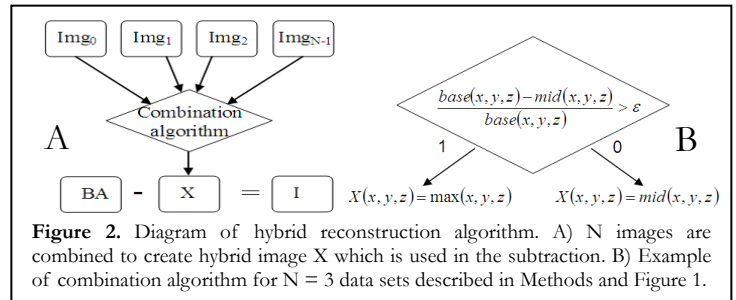 Img0 Img1 Img2 ImgN-1
Combination
algorithm
A
BA - X = I
base(x,y,z)−mid(x,y,z)
base(x,y,z)
> ε
1 0
B
X(x,y,z)=max(x,y,z) X(x,y,z)=mid(x,y,z)
Figure 2. Diagram of hybrid reconstruction algorithm. A) N images are
combined to create hybrid image X which is used in the subtraction. B) Example
of combination algorithm for N = 3 data sets described in Methods and Figure 1.